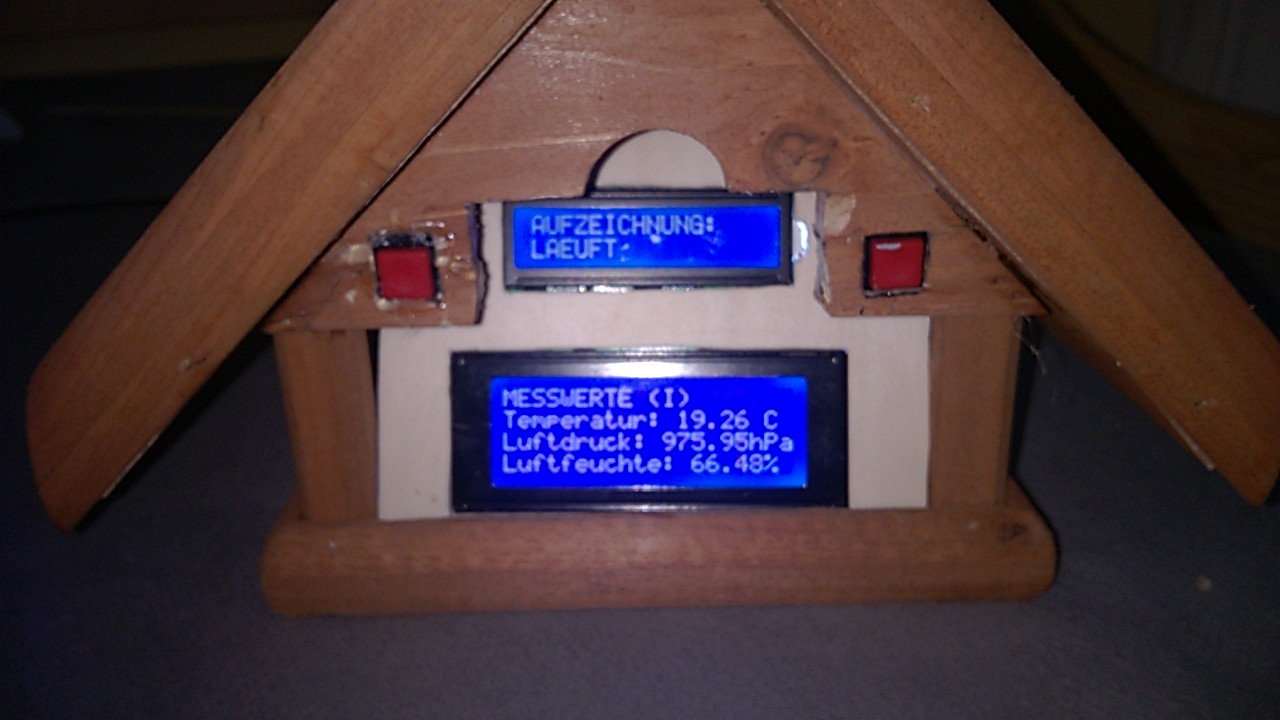 AUFZEICHNUNG:
LAEUFT
MESSWERTE (I)
Temperatur: 19.26 C
Luftdruck: 975.95hPa
Luftfeuchte: 66.48%